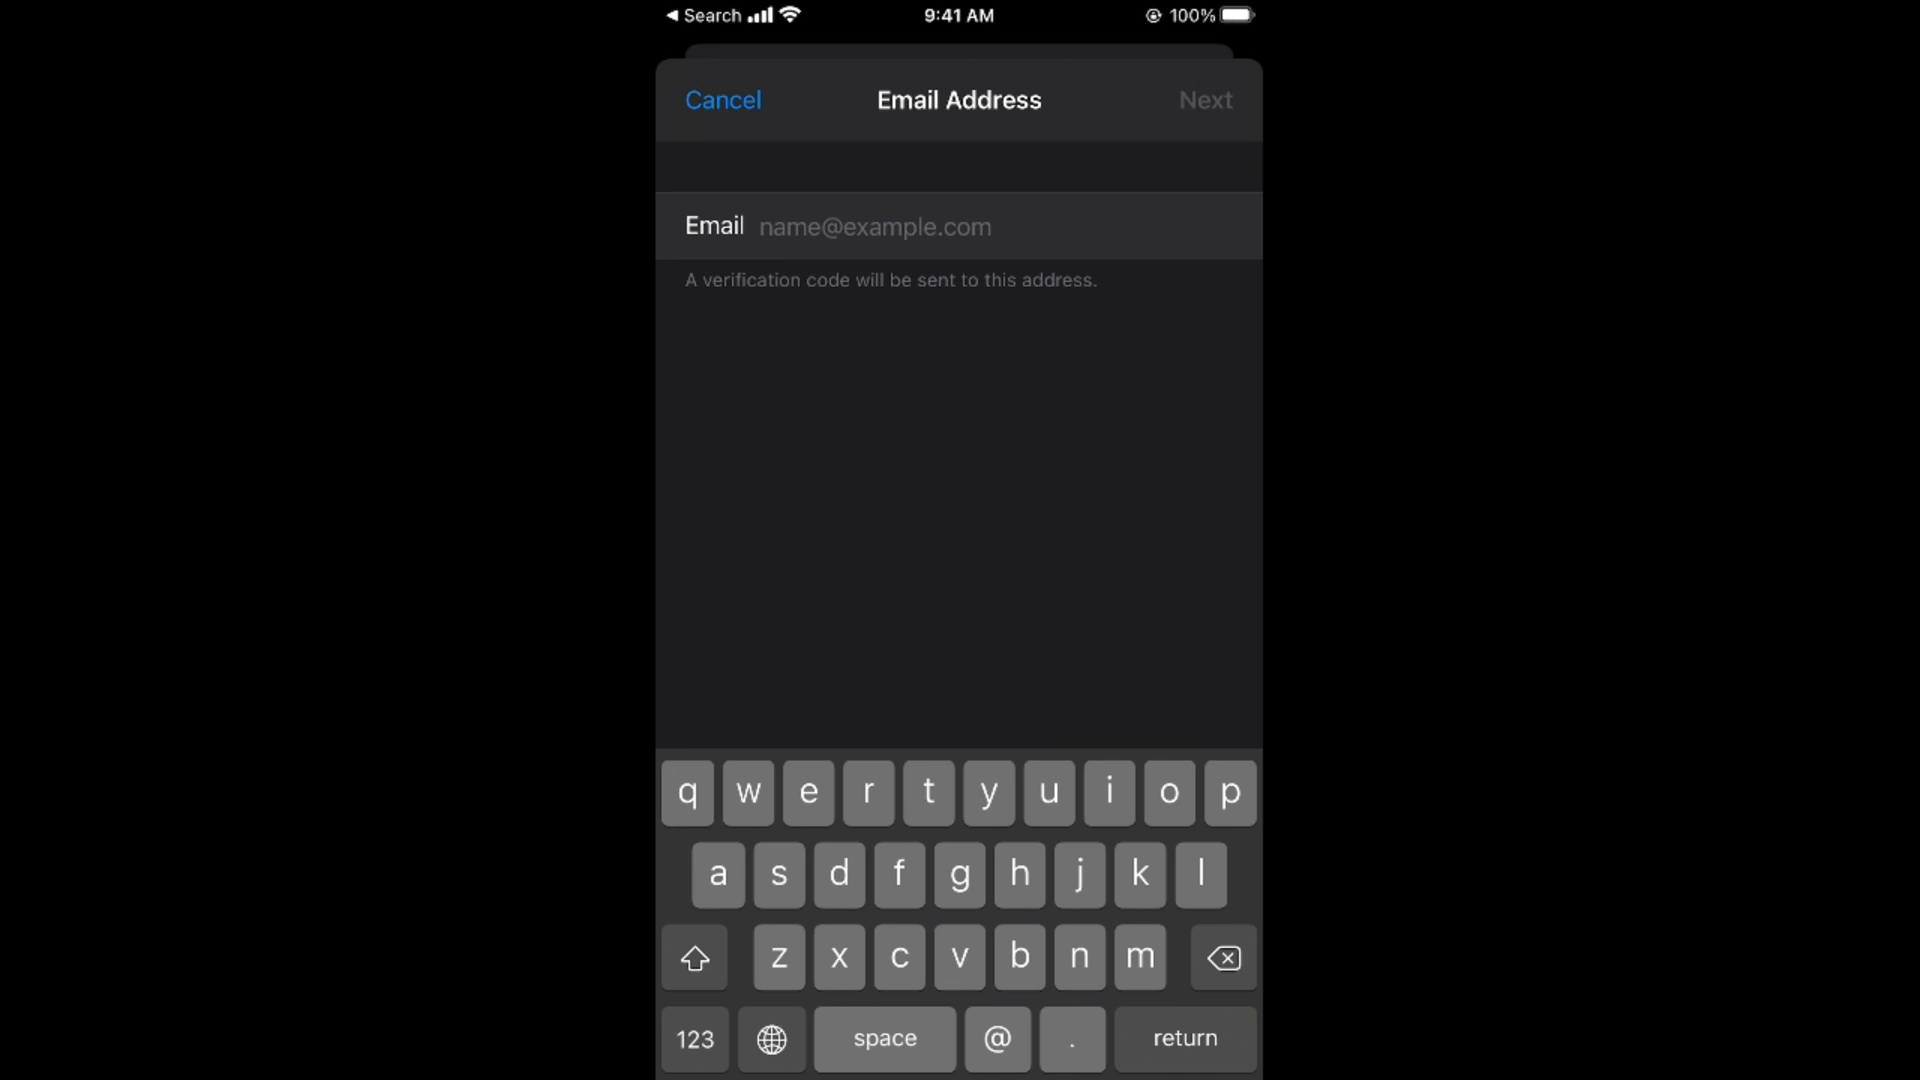 Search
9:41 AM
100%
Cancel
Email Address
Next
Email name@example.com
A verification code will be sent to this address.
q w e r t y u i o p
a s d f g h j k l
z x c v b n m
123 space @ . return